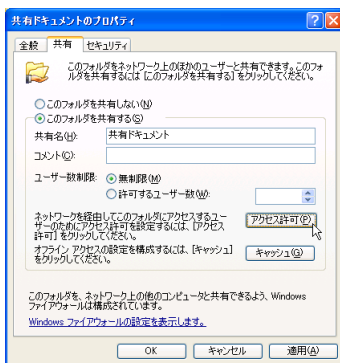 共有ドキュメントのプロパティ
全般 共有 セキュリティ
このフォルダをネットワーク上のほかのユーザーと共有できます。このフォ
ルダを共有するには [このフォルダを共有する] をクリックしてください。
このフォルダを共有しない(N)
このフォルダを共有する(S)
共有名(H): 共有ドキュメント
コメント(C):
ユーザー数制限: 無制限(M)
許可するユーザー数(W):
ネットワークを経由してこのフォルダにアクセスするユー
ザーのためにアクセス許可を設定するには、[アクセス
許可] をクリックしてください。
アクセス許可(P)
オフライン アクセスの設定を構成するには、[キャッシュ]
をクリックしてください。
キャッシュ(G)
このフォルダを、ネットワーク上の他のコンピュータと共有できるよう、Windows
ファイアウォールは構成されています。
Windows ファイアウォールの設定を表示します。
OK キャンセル 適用(A)